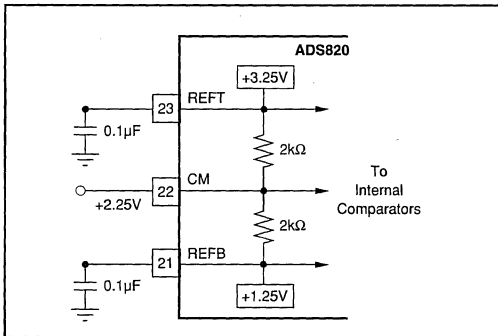 ADS820
+3.25V
REFT
23
0.1µF
2kΩ
CM
22
+2.25V
To
Internal
Comparators
2kΩ
REFB
21
0.1µF
+1.25V